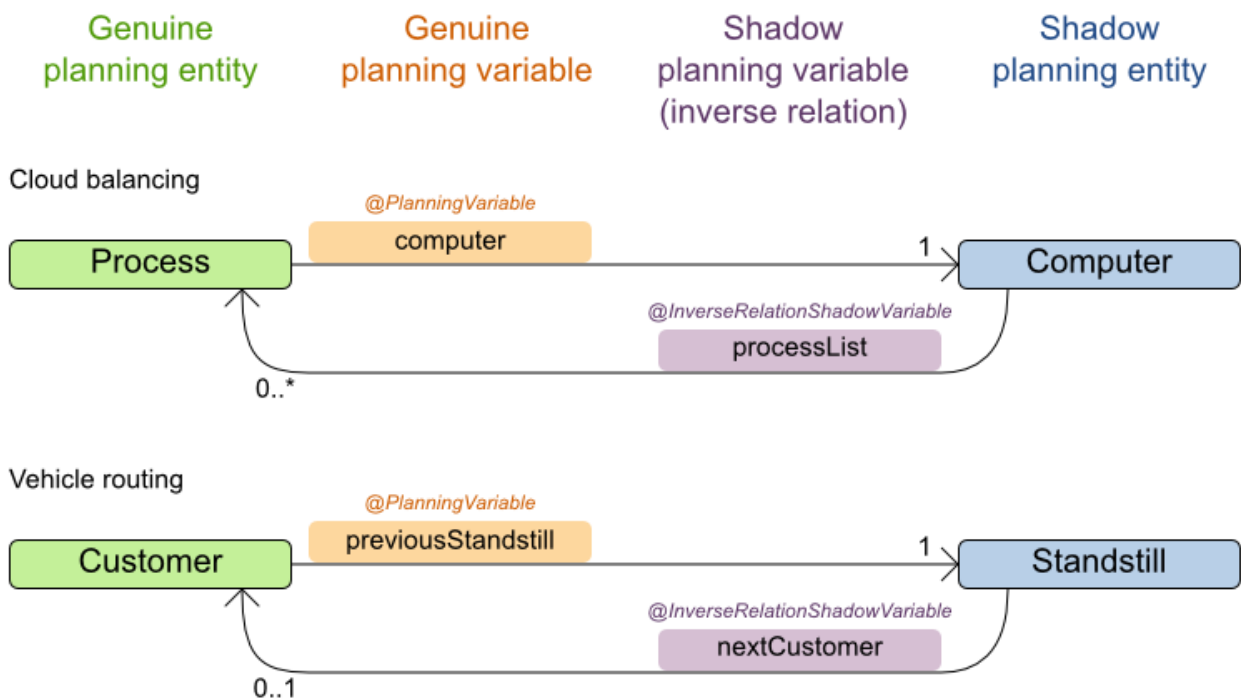 Genuine
planning entity
Genuine
planning variable
Shadow
planning variable
(inverse relation)
Shadow
planning entity
Cloud balancing
@PlanningVariable
computer
Process
1
Computer
@InverseRelationShadowVariable
processList
0..*
Vehicle routing
@PlanningVariable
previousStandstill
Customer
1
Standstill
@InverseRelationShadowVariable
nextCustomer
0..1